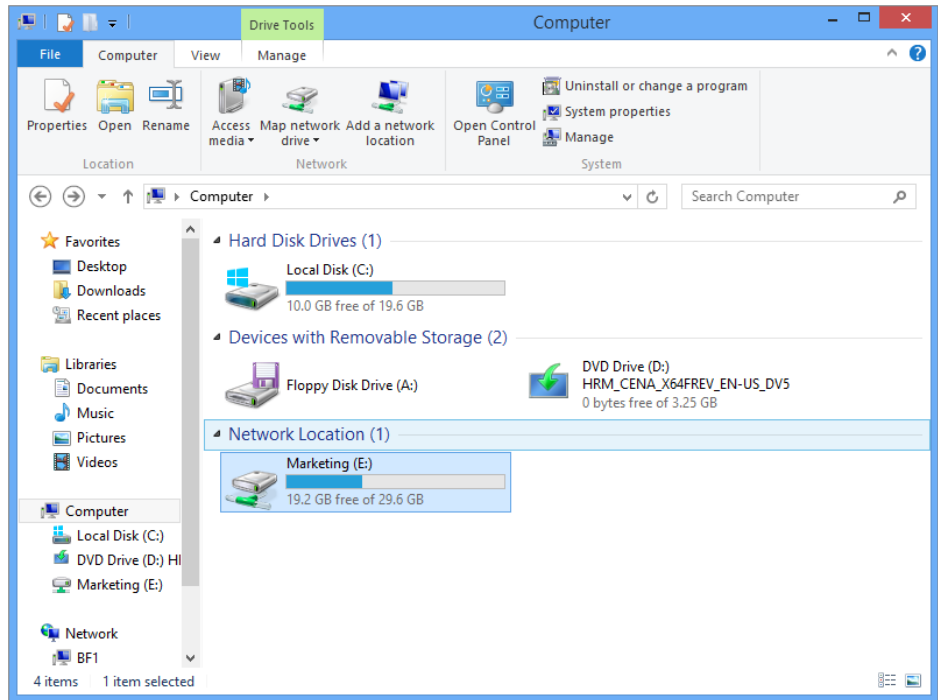 Drive Tools
Computer
File
Computer
View
Manage
Properties
Open
Rename
Location
Access media
Map network drive
Add a network location
Network
Open Control Panel
Uninstall or change a program
System properties
Manage
System
Computer
Search Computer
Favorites
Desktop
Downloads
Recent places
Libraries
Documents
Music
Pictures
Videos
Computer
Local Disk (C:)
DVD Drive (D:) HI
Marketing (E:)
Network
BF1
Hard Disk Drives (1)
Local Disk (C:)
10.0 GB free of 19.6 GB
Devices with Removable Storage (2)
Floppy Disk Drive (A:)
DVD Drive (D:)
HRM_CENA_X64FREV_EN-US_DV5
0 bytes free of 3.25 GB
Network Location (1)
Marketing (E:)
19.2 GB free of 29.6 GB
4 items
1 item selected